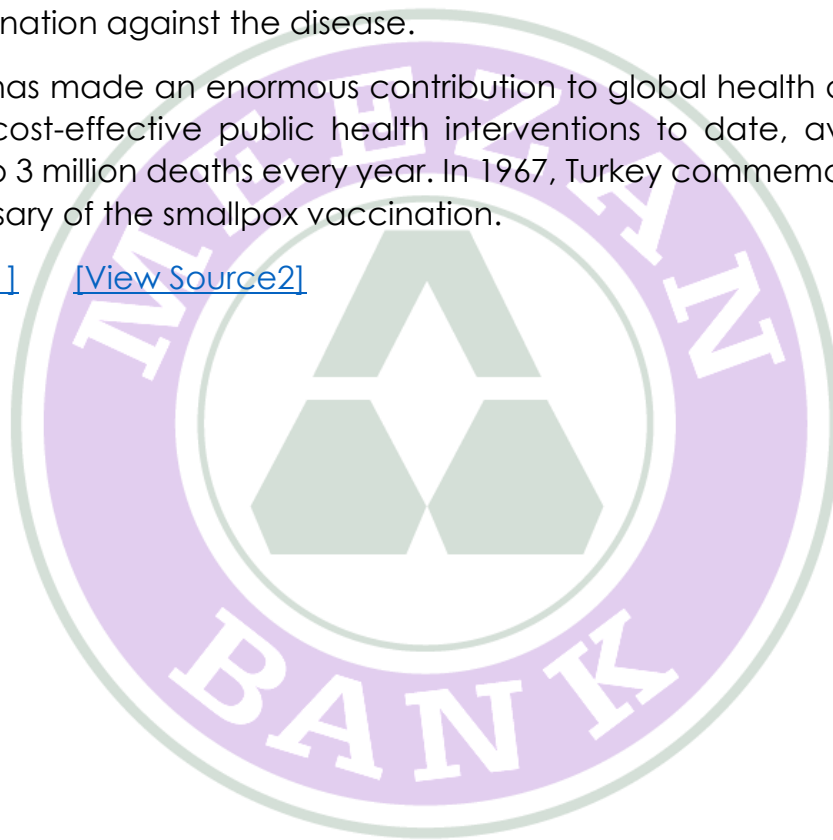 nation against the disease.
has made an enormous contribution to global health
cost-effective public health interventions to date, av
3 million deaths every year. In 1967, Turkey commemo
sary of the smallpox vaccination.
] [View Source2]
MEEZAN
BANK